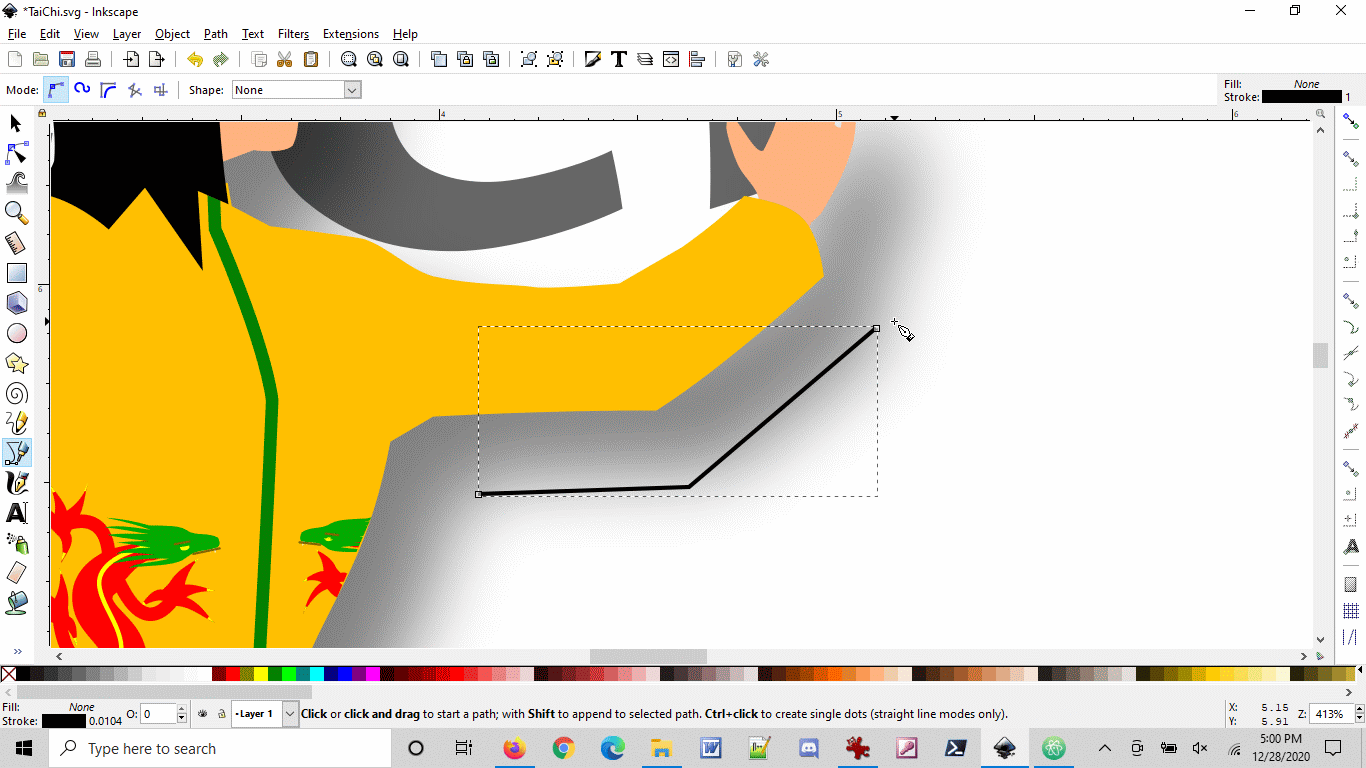 *TaiChi.svg - Inkscape
File Edit View Layer Object Path Text Filters Extensions Help
Mode: Shape: None Fill: None
Stroke: 1
4 5 6
6
Fill: None
Stroke: 0.0104 O: 0 •Layer 1 Click or click and drag to start a path; with Shift to append to selected path. Ctrl+click to create single dots (straight line modes only). X: 5.15
Y: 5.91 Z: 413%
Type here to search 5:00 PM
12/28/2020